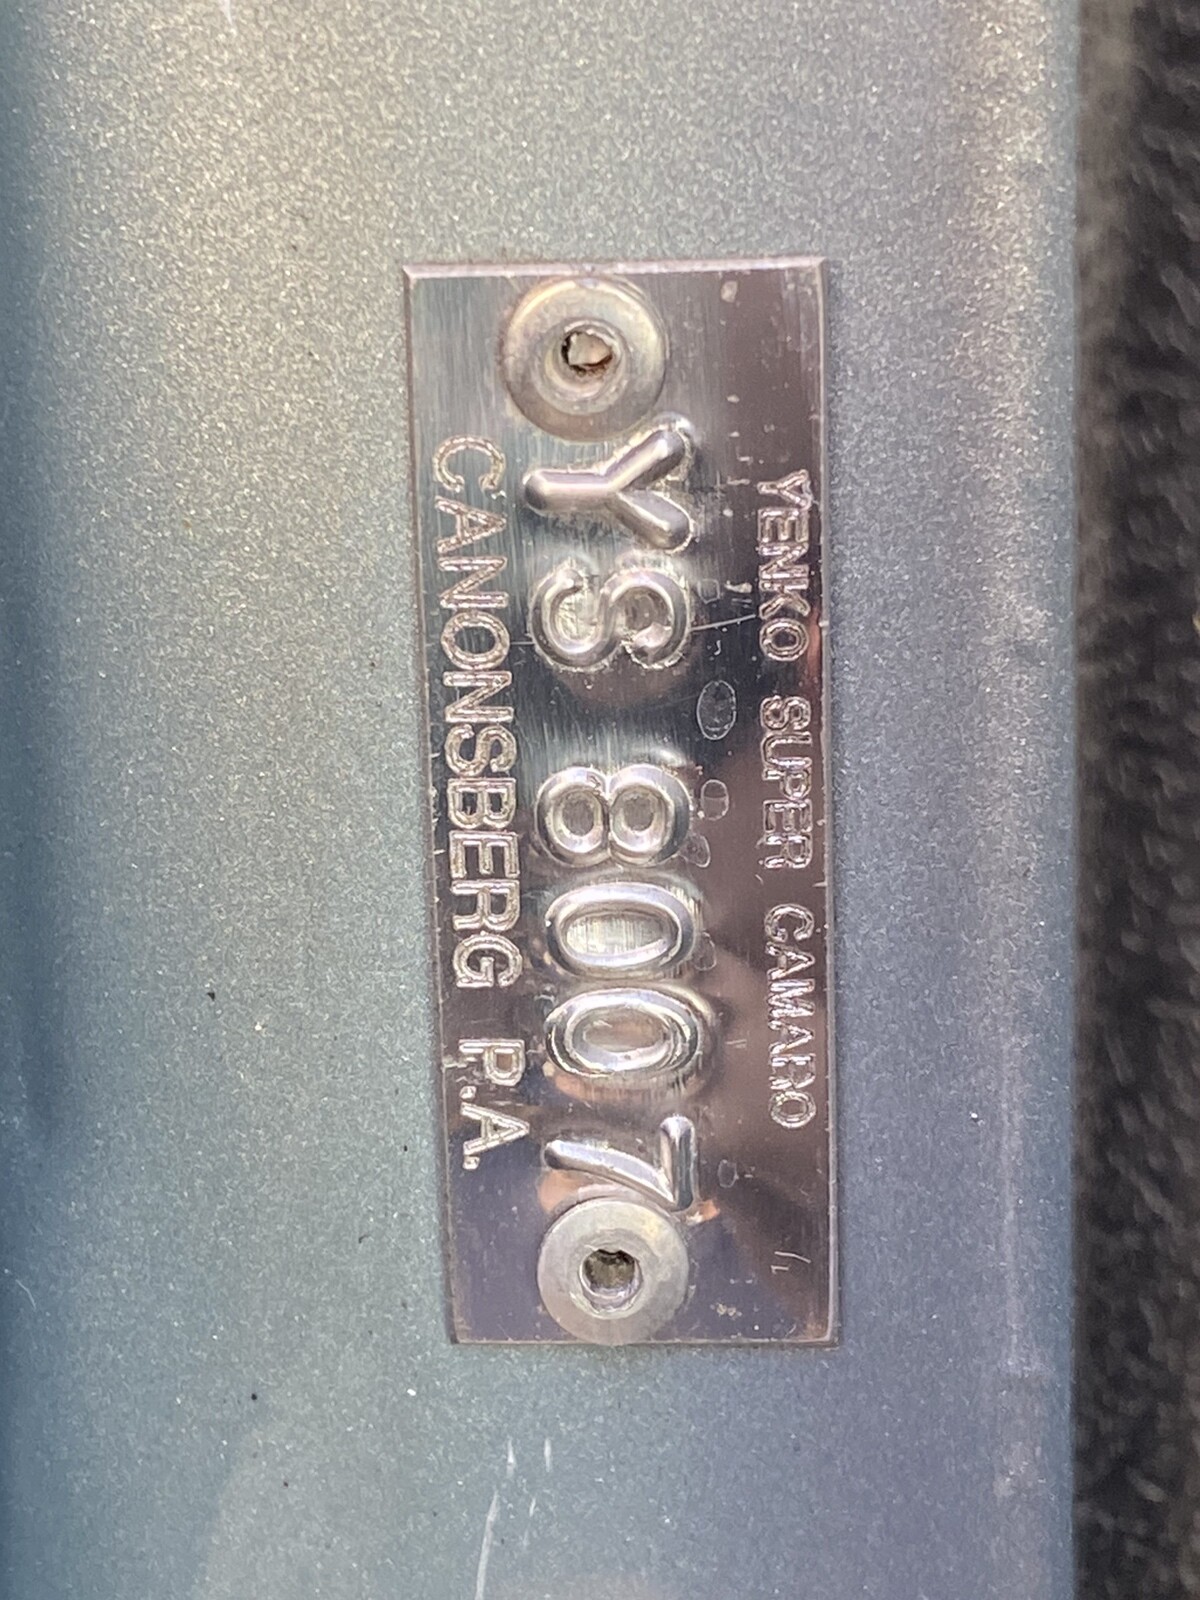 YENKO SUPER CAMARO
YS 8007
CANONSBERG P.A.